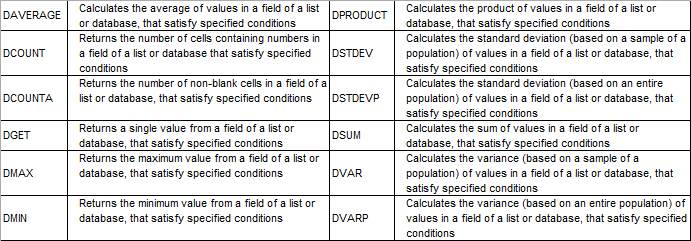 DAVERAGE
Calculates the average of values in a field of a list
or database, that satisfy specified conditions
DPRODUCT
Calculates the product of values in a field of a list or
database, that satisfy specified conditions
DCOUNT
Returns the number of cells containing numbers in
a field of a list or database that satisfy specified
conditions
DSTDEV
Calculates the standard deviation (based on a sample of a
population) of values in a field of a list or database, that
satisfy specified conditions
DCOUNTA
Returns the number of non-blank cells in a field of a
list or database, that satisfy specified conditions
DSTDEVP
Calculates the standard deviation (based on an entire
population) of values in a field of a list or database, that
satisfy specified conditions
DGET
Returns a single value from a field of a list or
database, that satisfy specified conditions
DSUM
Calculates the sum of values in a field of a list or
database, that satisfy specified conditions
DMAX
Returns the maximum value from a field of a list or
database, that satisfy specified conditions
DVAR
Calculates the variance (based on a sample of a
population) of values in a field of a list or database, that
satisfy specified conditions
DMIN
Returns the minimum value from a field of a list or
database, that satisfy specified conditions
DVARP
Calculates the variance (based on an entire population) of
values in a field of a list or database, that satisfy specified
conditions